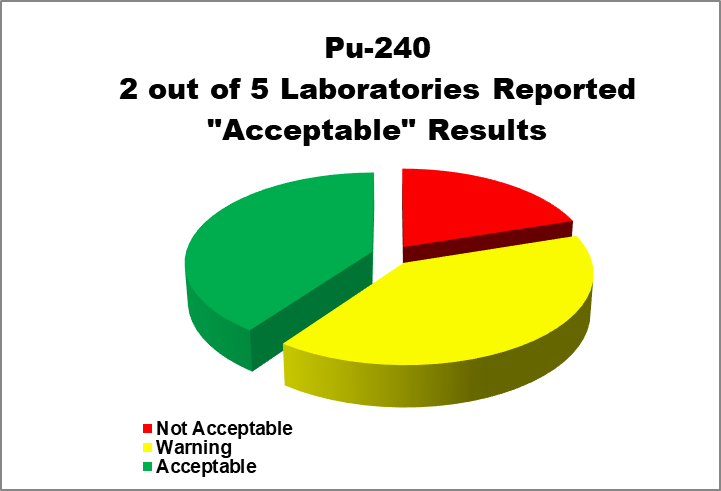 Pu-240
2 out of 5 Laboratories Reported
"Acceptable" Results
Not Acceptable
Warning
Acceptable